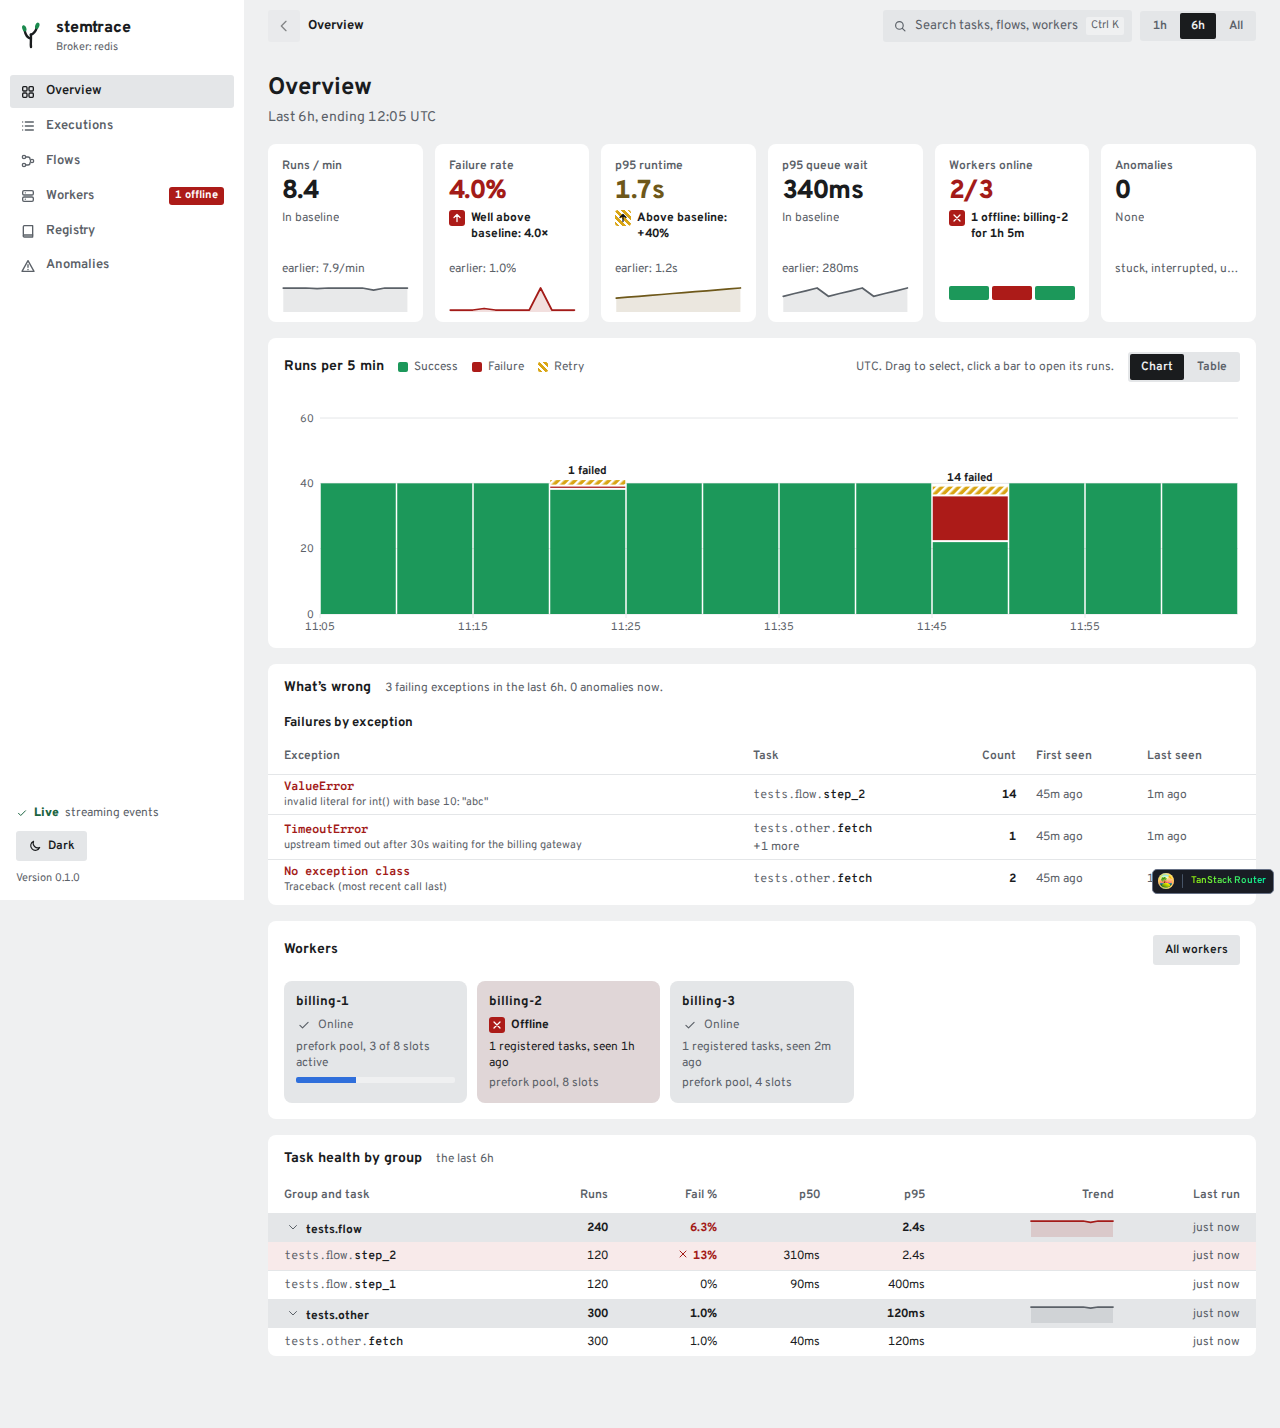 stemtrace
Broker: redis
Overview
Executions
Flows
Workers
1 offline
Registry
Anomalies
Live streaming events
Dark
Version 0.1.0
Overview
Search tasks, flows, workers Ctrl K
1h 6h All
Overview
Last 6h, ending 12:05 UTC
Runs / min
8.4
In baseline
earlier: 7.9/min
Failure rate
4.0%
Well above
baseline: 4.0×
earlier: 1.0%
p95 runtime
1.7s
Above baseline:
+40%
earlier: 1.2s
p95 queue wait
340ms
In baseline
earlier: 280ms
Workers online
2/3
1 offline: billing-2
for 1h 5m
Anomalies
0
None
stuck, interrupted, u…
Runs per 5 min Success Failure Retry
UTC. Drag to select, click a bar to open its runs. Chart Table
60
40
20
0
1 failed
14 failed
11:05 11:15 11:25 11:35 11:45 11:55
What's wrong 3 failing exceptions in the last 6h. 0 anomalies now.
Failures by exception
Exception Task Count First seen Last seen
ValueError
invalid literal for int() with base 10: "abc"
tests.flow.step_2 14 45m ago 1m ago
TimeoutError
upstream timed out after 30s waiting for the billing gateway
tests.other.fetch
+1 more
1 45m ago 1m ago
No exception class
Traceback (most recent call last)
tests.other.fetch 2 45m ago
TanStack Router
Workers All workers
billing-1
Online
prefork pool, 3 of 8 slots
active
billing-2
Offline
1 registered tasks, seen 1h
ago
prefork pool, 8 slots
billing-3
Online
1 registered tasks, seen 2m
ago
prefork pool, 4 slots
Task health by group the last 6h
Group and task Runs Fail % p50 p95 Trend Last run
tests.flow 240 6.3% 2.4s just now
tests.flow.step_2 120 13% 310ms 2.4s just now
tests.flow.step_1 120 0% 90ms 400ms just now
tests.other 300 1.0% 120ms just now
tests.other.fetch 300 1.0% 40ms 120ms just now